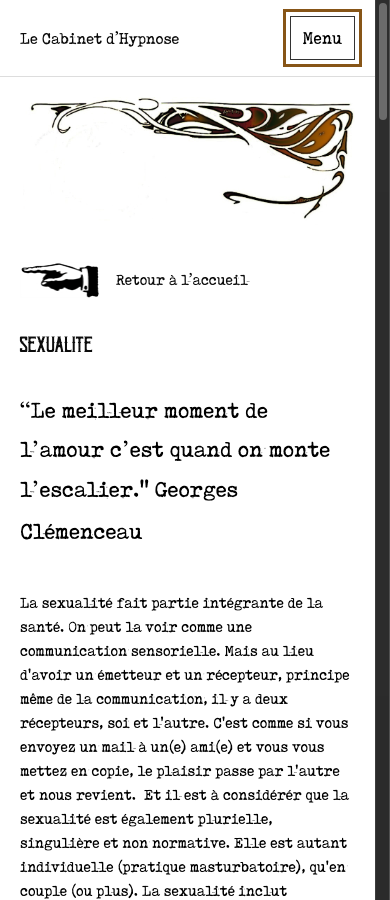 Le Cabinet d’Hypnose
Menu
Retour à l’accueil
SEXUALITE
“Le meilleur moment de
l’amour c’est quand on monte
l’escalier." Georges
Clémenceau
La sexualité fait partie intégrante de la
santé. On peut la voir comme une
communication sensorielle. Mais au lieu
d'avoir un émetteur et un récepteur, principe
même de la communication, il y a deux
récepteurs, soi et l'autre. C'est comme si vous
envoyez un mail à un(e) ami(e) et vous vous
mettez en copie, le plaisir passe par l'autre
et nous revient.  Et il est à considérér que la
sexualité est également plurielle,
singulière et non normative. Elle est autant
individuelle (pratique masturbatoire), qu'en
couple (ou plus). La sexualité inclut